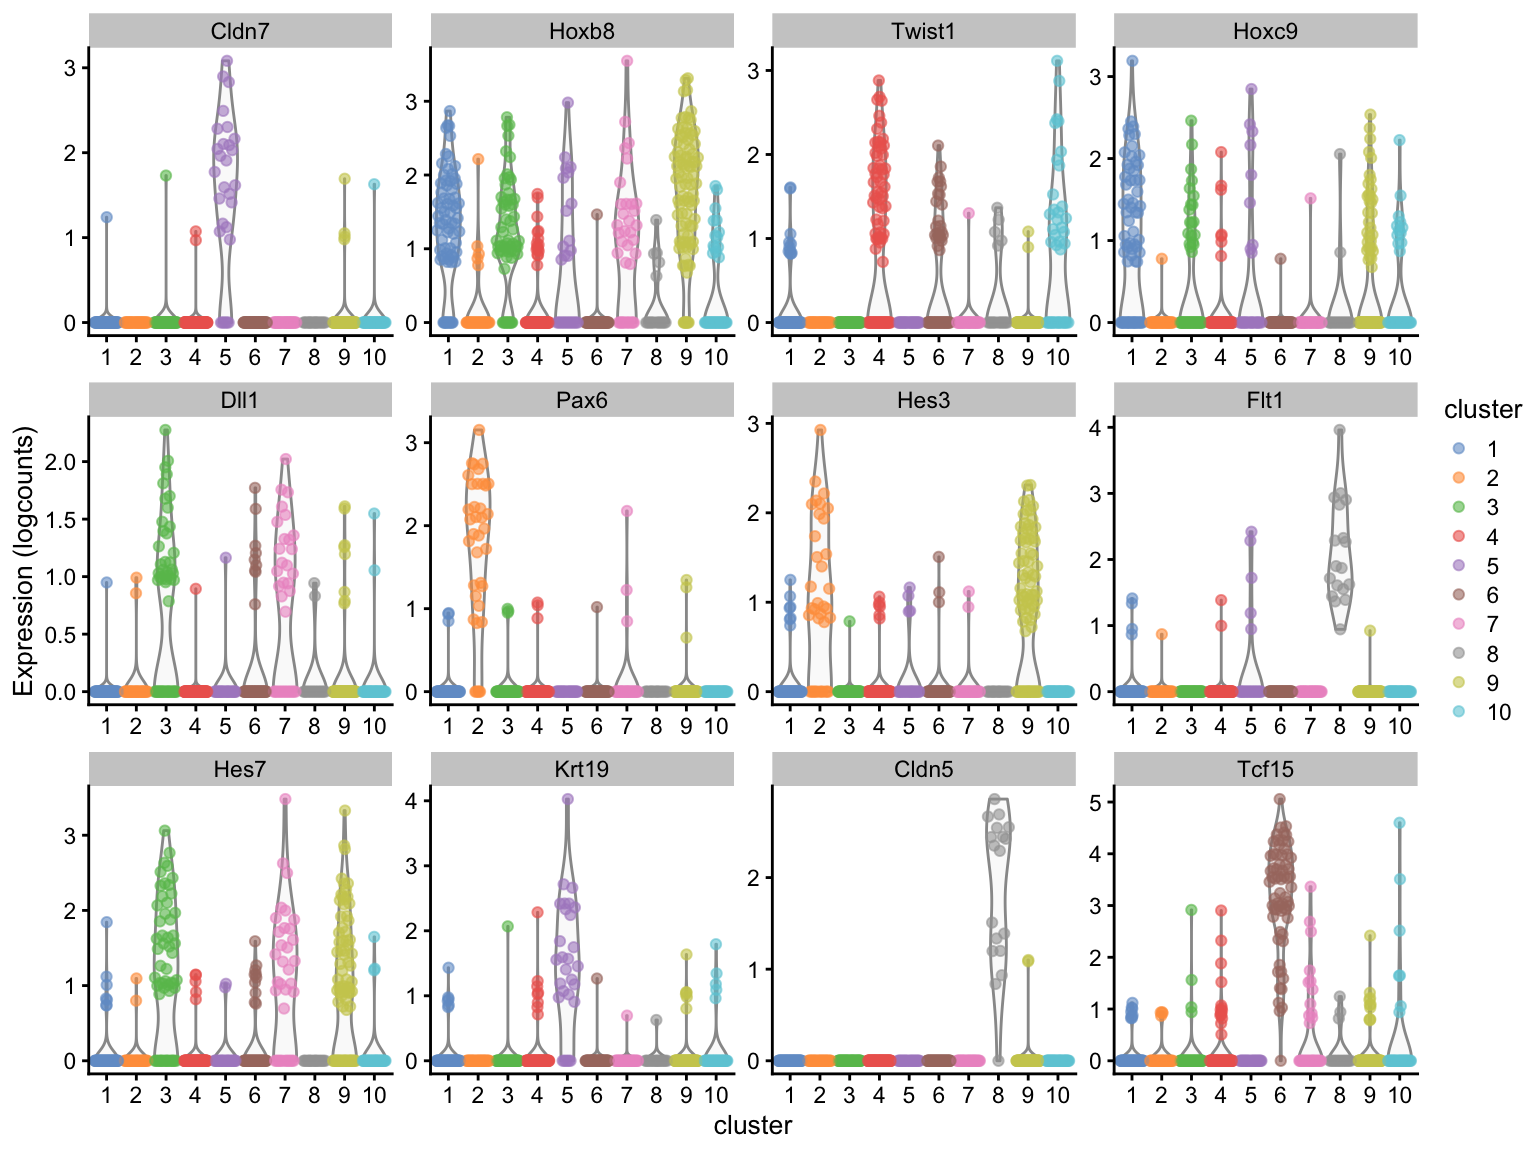 Cldn7 Hoxb8 Twist1 Hoxc9
3 2 1 0
3 2 1 0
3 2 1 0
3 2 1 0
1 2 3 4 5 6 7 8 9 10 1 2 3 4 5 6 7 8 9 10 1 2 3 4 5 6 7 8 9 10 1 2 3 4 5 6 7 8 9 10
Dll1 Pax6 Hes3 Flt1
2.0 1.5 1.0 0.5 0.0
3 2 1 0
3 2 1 0
4 3 2 1 0
1 2 3 4 5 6 7 8 9 10 1 2 3 4 5 6 7 8 9 10 1 2 3 4 5 6 7 8 9 10 1 2 3 4 5 6 7 8 9 10
Hes7 Krt19 Cldn5 Tcf15
3 2 1 0
4 3 2 1 0
2 1 0
5 4 3 2 1 0
1 2 3 4 5 6 7 8 9 10 1 2 3 4 5 6 7 8 9 10 1 2 3 4 5 6 7 8 9 10 1 2 3 4 5 6 7 8 9 10
Expression (logcounts)
cluster
cluster
1
2
3
4
5
6
7
8
9
10